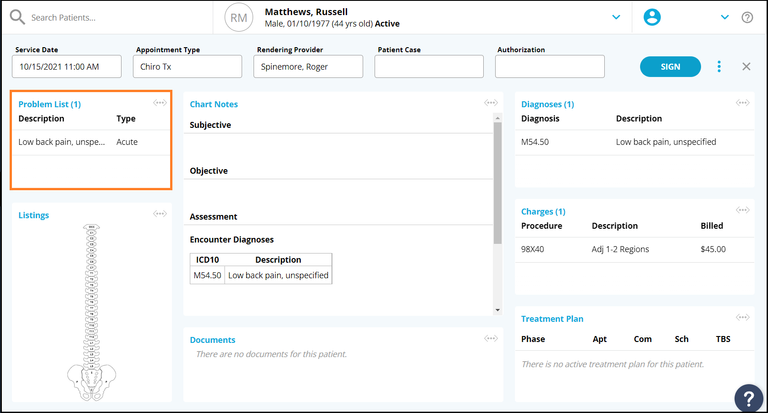 Search Patients...
RM
Matthews, Russell
Male, 01/10/1977 (44 yrs old) Active
Service Date
Appointment Type
Rendering Provider
Patient Case
Authorization
10/15/2021 11:00 AM
Chiro Tx
Spinemore, Roger
SIGN
Problem List (1)
Description Type
Low back pain, unspe... Acute
Listings
Chart Notes
Subjective
Objective
Assessment
Encounter Diagnoses
ICD10 Description
M54.50 Low back pain, unspecified
Documents
There are no documents for this patient.
Diagnoses (1)
Diagnosis Description
M54.50 Low back pain, unspecified
Charges (1)
Procedure Description Billed
98X40 Adj 1-2 Regions $45.00
Treatment Plan
Phase Apt Com Sch TBS
There is no active treatment plan for this patient.
?